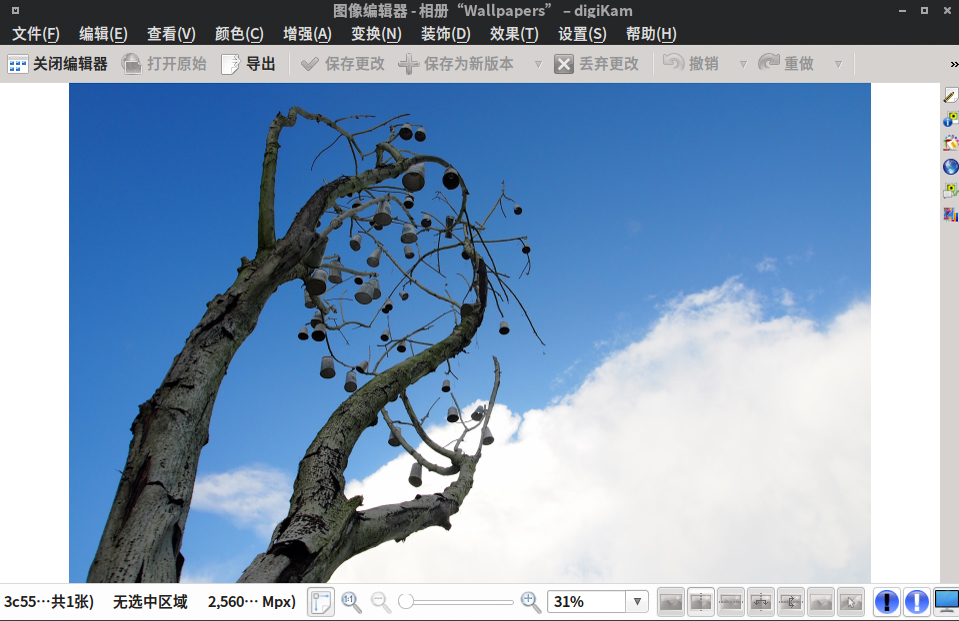 图像编辑器 - 相册“Wallpapers” – digiKam
文件(F) 编辑(E) 查看(V) 颜色(C) 增强(A) 变换(N) 装饰(D) 效果(T) 设置(S) 帮助(H)
关闭编辑器 打开原始 导出 保存更改 保存为新版本 丢弃更改 撤销 重做 »
3c55⋯共1张) 无选中区域 2,560⋯ Mpx) 1:1 31%